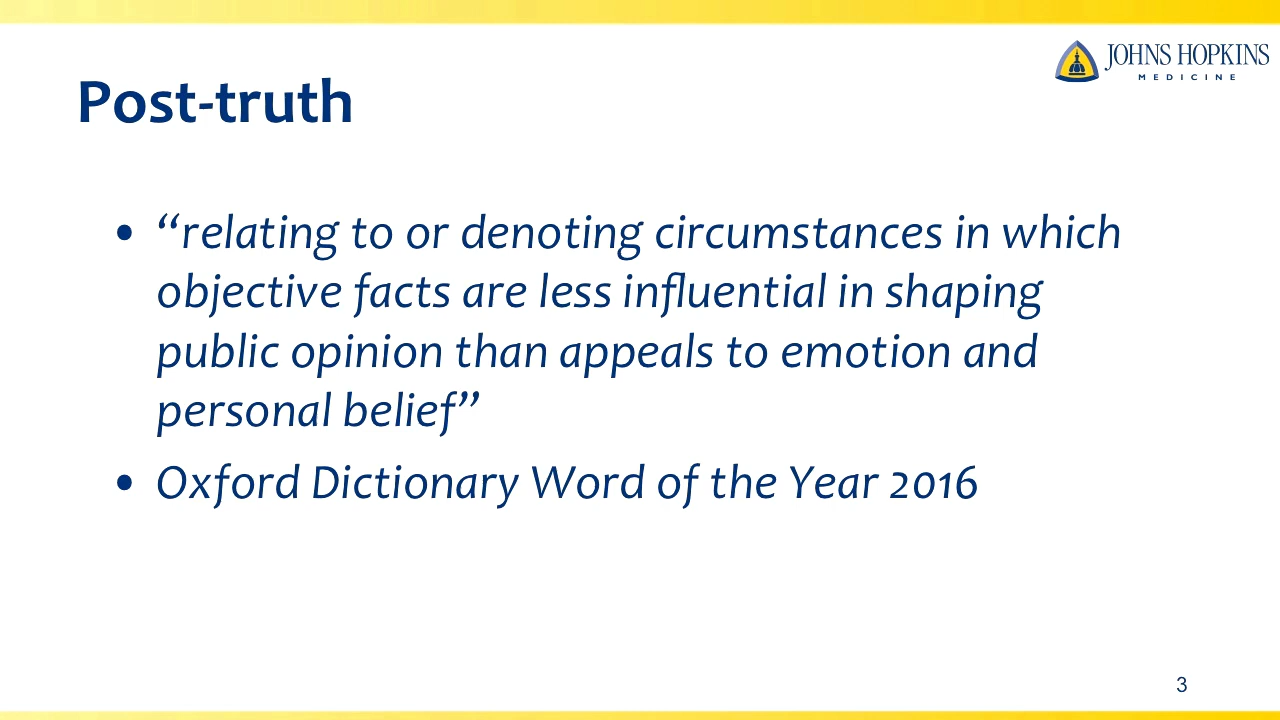 JOHNS HOPKINS
MEDICINE
Post-truth
• “relating to or denoting circumstances in which
objective facts are less influential in shaping
public opinion than appeals to emotion and
personal belief”
• Oxford Dictionary Word of the Year 2016
3